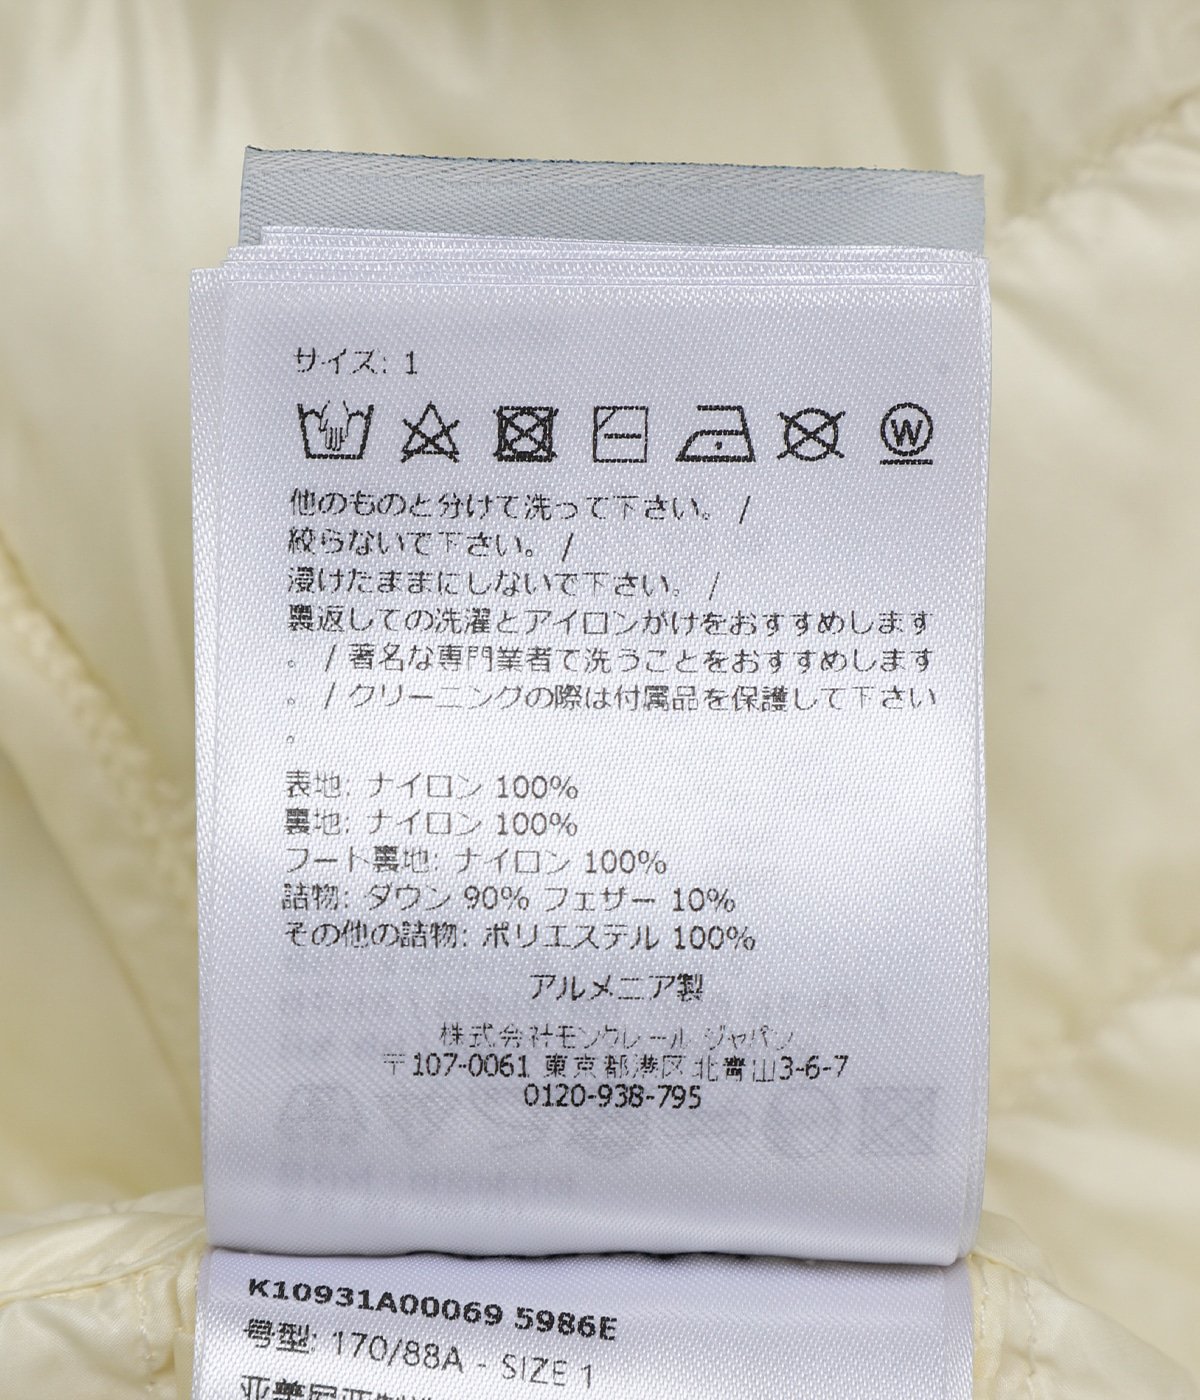 サイズ: 1
W
他のものと分けて洗って下さい。 /
絞らないで下さい。 /
浸けたままにしないで下さい。 /
裏返しての洗濯とアイロンがけをおすすめします
。 / 著名な専門業者で洗うことをおすすめします
。 / クリーニングの際は付属品を保護して下さい
。
表地: ナイロン 100%
裏地: ナイロン 100%
フード裏地: ナイロン 100%
詰物: ダウン 90% フェザー 10%
その他の詰物: ポリエステル 100%
アルメニア製
株式会社モンクレール ジャパン
〒107-0061 東京都港区北青山3-6-7
0120-938-795
K10931A00069 5986E
号型: 170/88A - SIZE 1